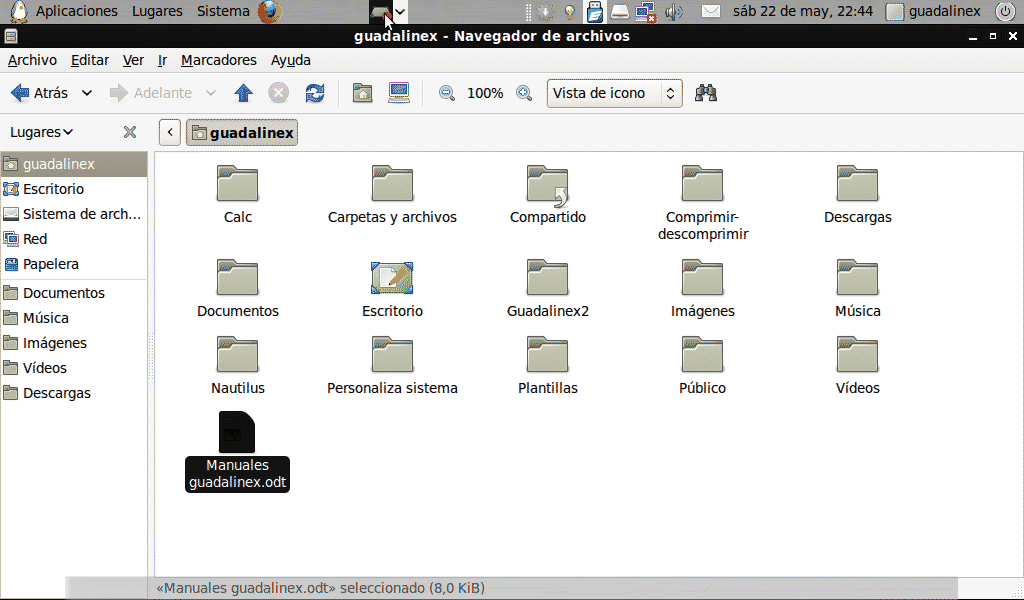 Aplicaciones Lugares Sistema sáb 22 de may, 22:44 guadalinex
guadalinex - Navegador de archivos
Archivo Editar Ver Ir Marcadores Ayuda
Atrás Adelante 100% Vista de icono
Lugares guadalinex
guadalinex
Escritorio
Sistema de arch...
Red
Papelera
Documentos
Música
Imágenes
Vídeos
Descargas
Calc Carpetas y archivos Compartido Comprimir- Descargas
descomprimir
Documentos Escritorio Guadalinex2 Imágenes Música
Nautilus Personaliza sistema Plantillas Público Vídeos
Manuales
guadalinex.odt
«Manuales guadalinex.odt» seleccionado (8,0 KiB)